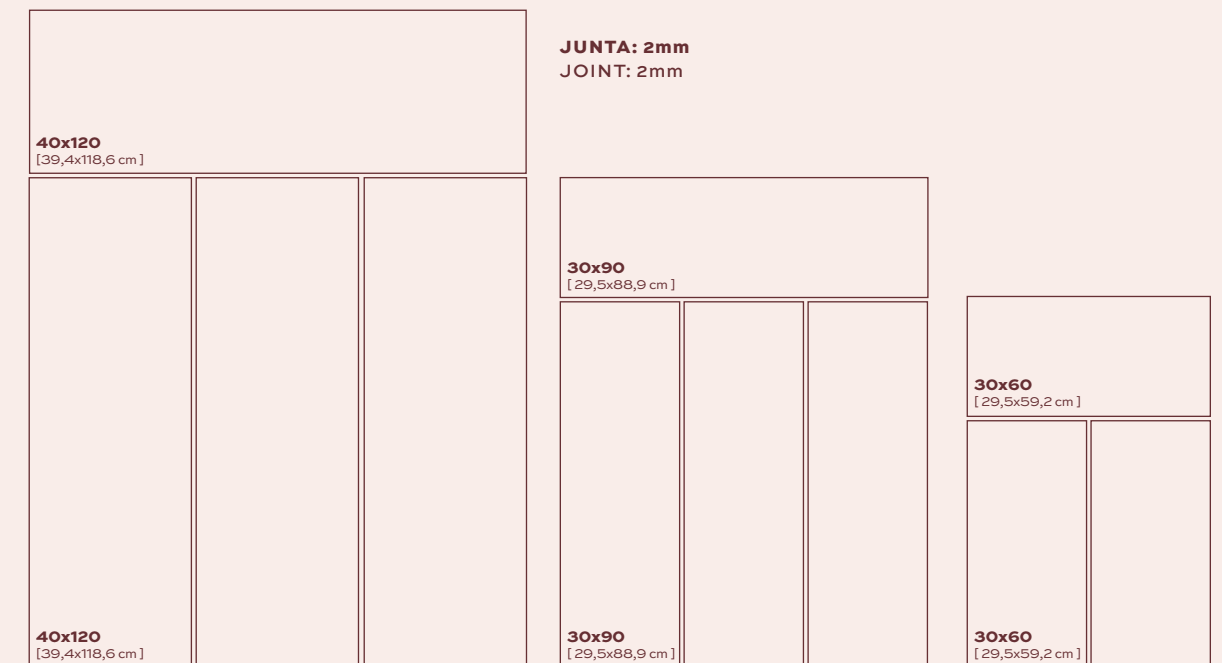 JUNTA: 2mm
JOINT: 2mm
40x120
[39,4x118,6 cm ]
30x90
[ 29,5x88,9 cm ]
30x60
[ 29,5x59,2 cm ]
40x120
[39,4x118,6 cm ]
30x90
[ 29,5x88,9 cm ]
30x60
[ 29,5x59,2 cm ]